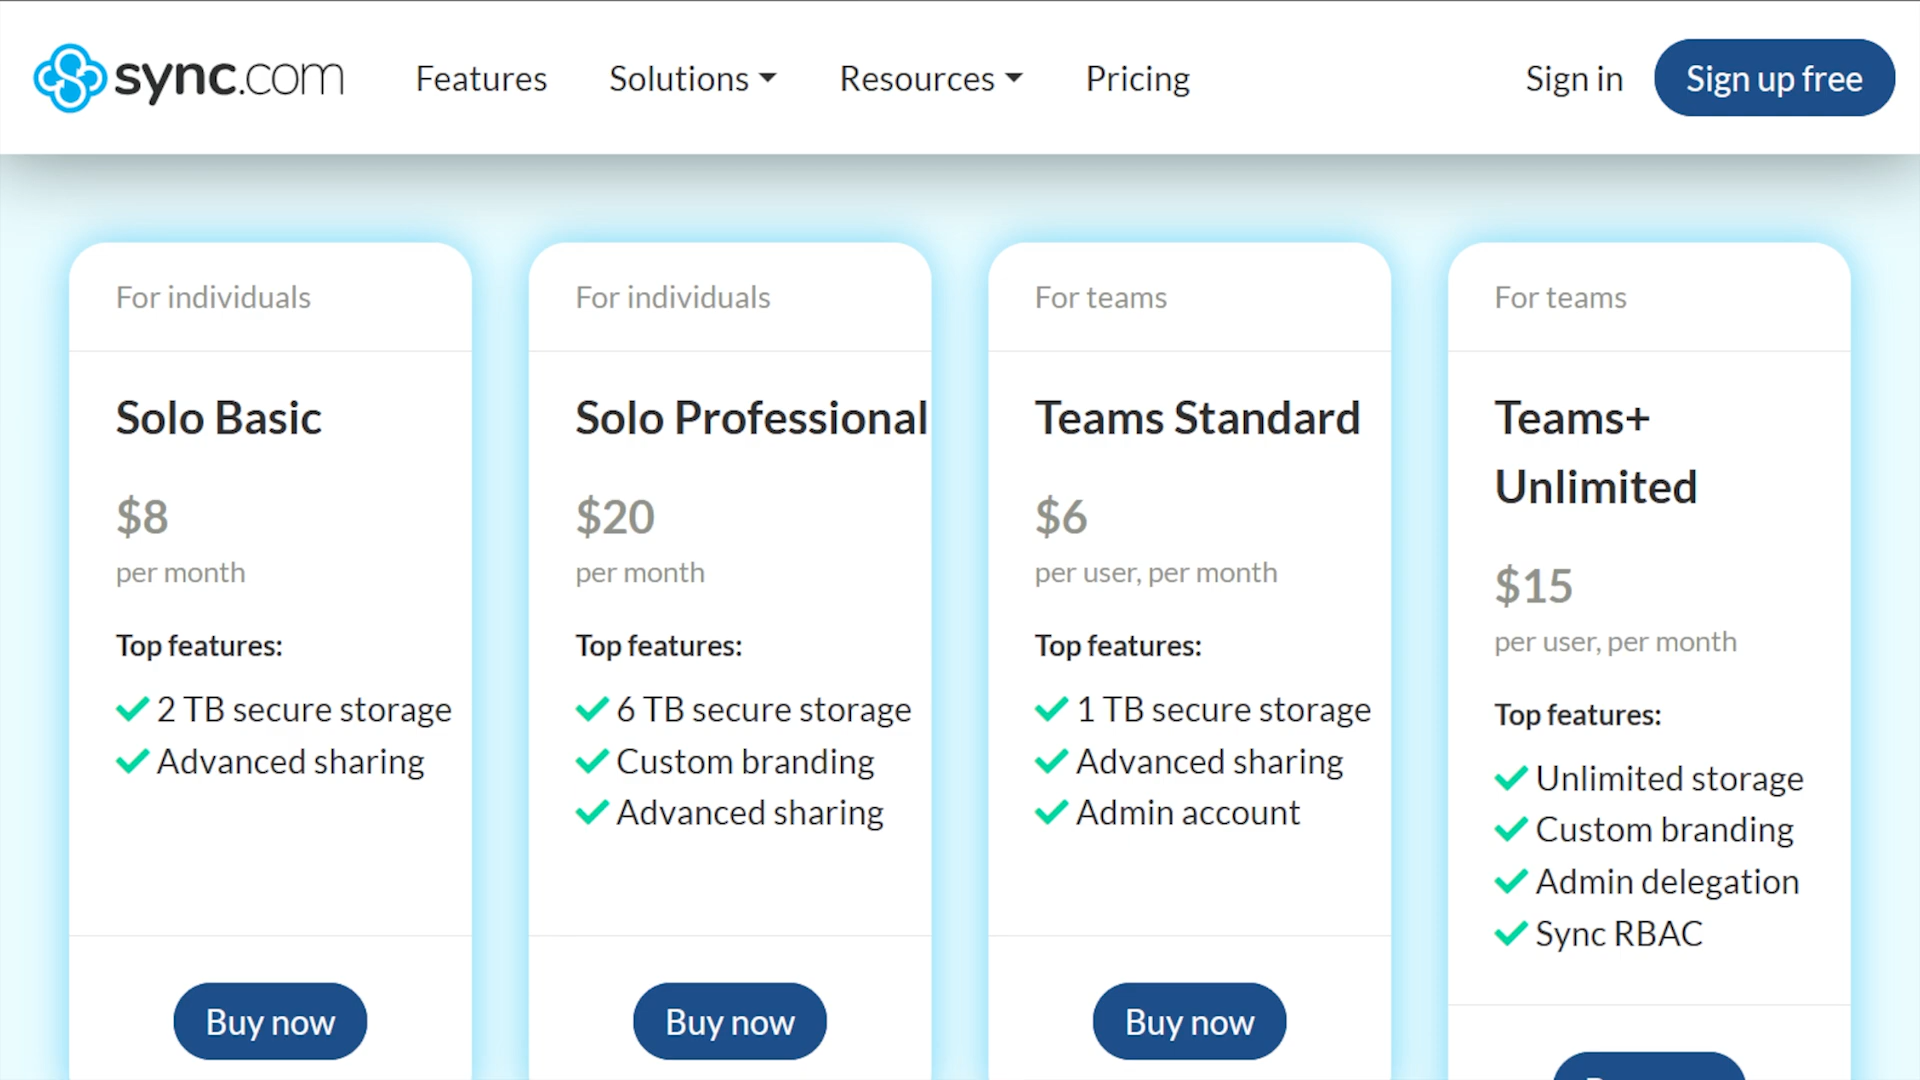 sync.com
Features
Solutions
Resources
Pricing
Sign in
Sign up free
For individuals
Solo Basic
$8
per month
Top features:
2 TB secure storage
Advanced sharing
Buy now
For individuals
Solo Professional
$20
per month
Top features:
6 TB secure storage
Custom branding
Advanced sharing
Buy now
For teams
Teams Standard
$6
per user, per month
Top features:
1 TB secure storage
Advanced sharing
Admin account
Buy now
For teams
Teams+
Unlimited
$15
per user, per month
Top features:
Unlimited storage
Custom branding
Admin delegation
Sync RBAC